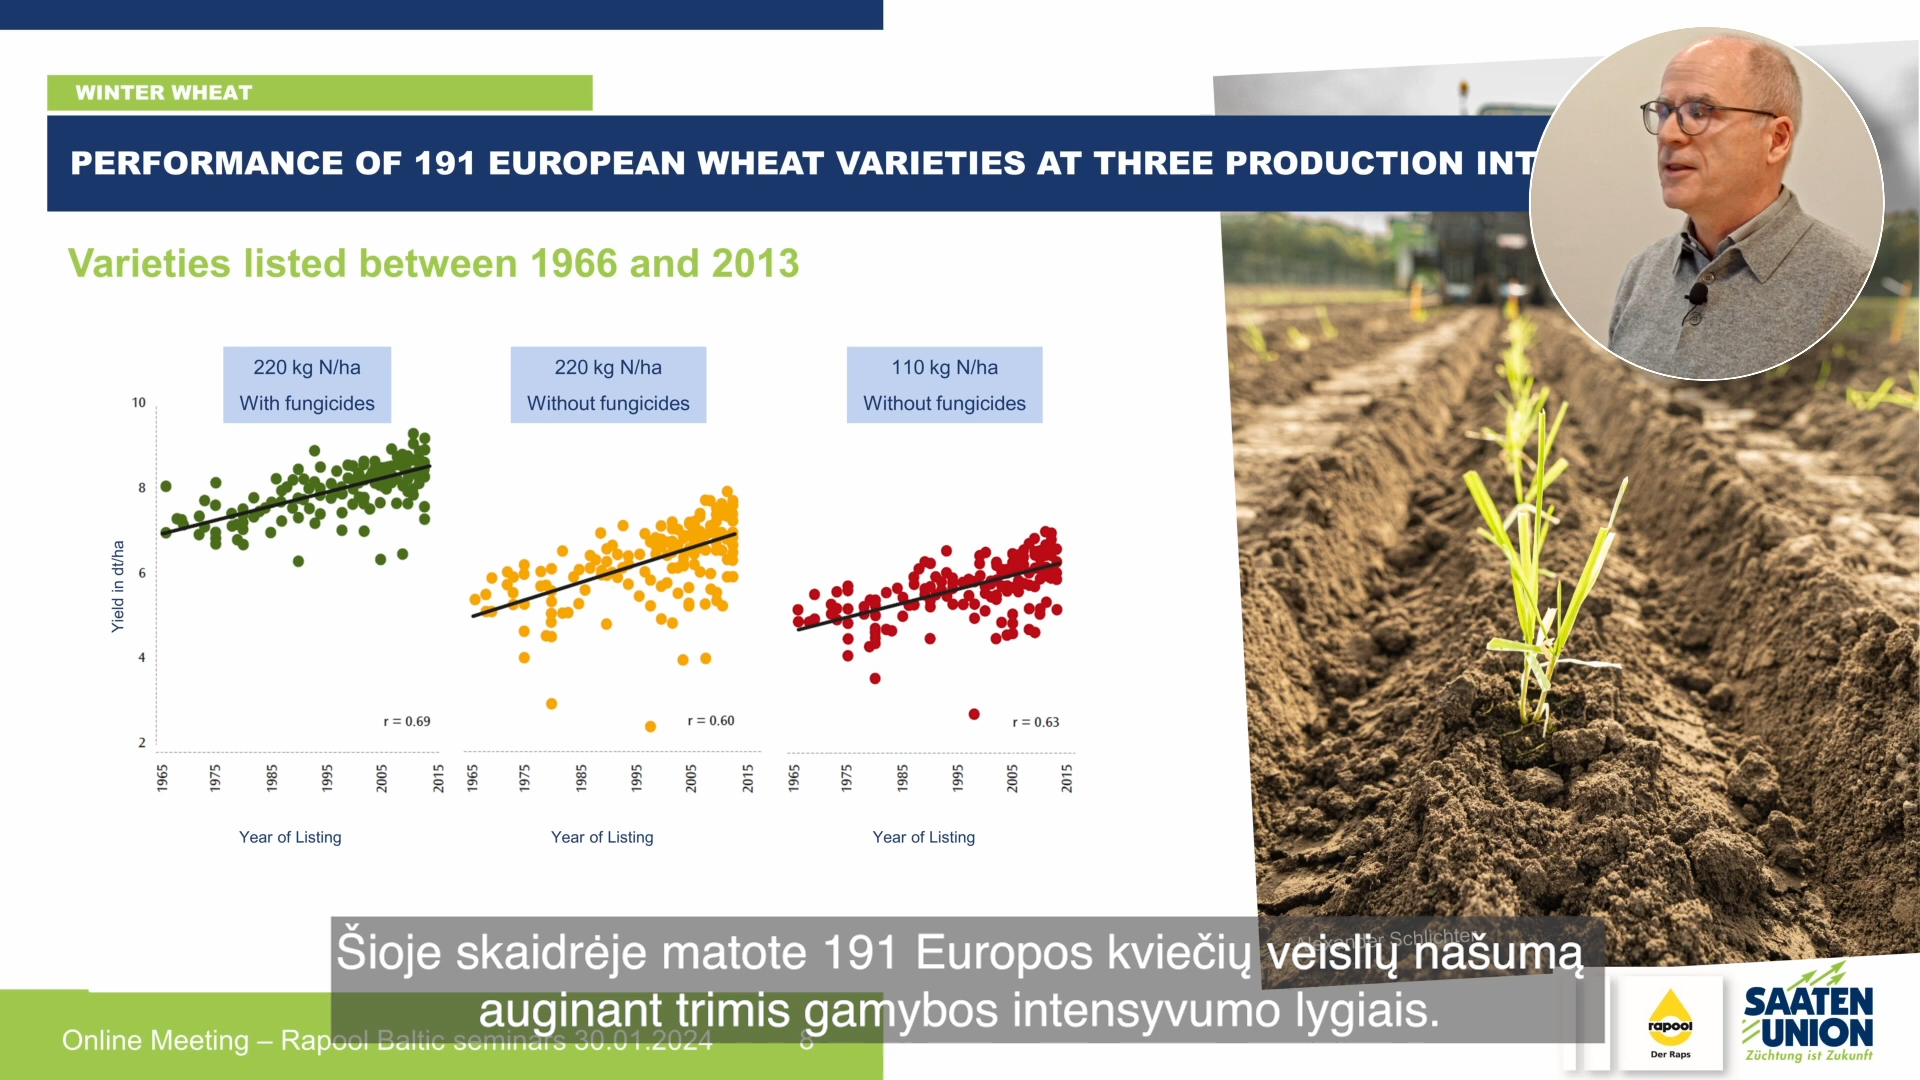 WINTER WHEAT
PERFORMANCE OF 191 EUROPEAN WHEAT VARIETIES AT THREE PRODUCTION INT
Varieties listed between 1966 and 2013
220 kg N/ha
With fungicides
220 kg N/ha
Without fungicides
110 kg N/ha
Without fungicides
10
8
6
4
2
Yield in dt/ha
r = 0.69
r = 0.60
r = 0.63
1965 1975 1985 1995 2005 2015
1965 1975 1985 1995 2005 2015
1965 1975 1985 1995 2005 2015
Year of Listing
Year of Listing
Year of Listing
Alexander Schlichter
Šioje skaidrėje matote 191 Europos kviečių veislių našumą
auginant trimis gamybos intensyvumo lygiais.
Online Meeting – Rapool Baltic seminars 30.01.2024
8
rapool
Der Raps
SAATEN
UNION
Züchtung ist Zukunft